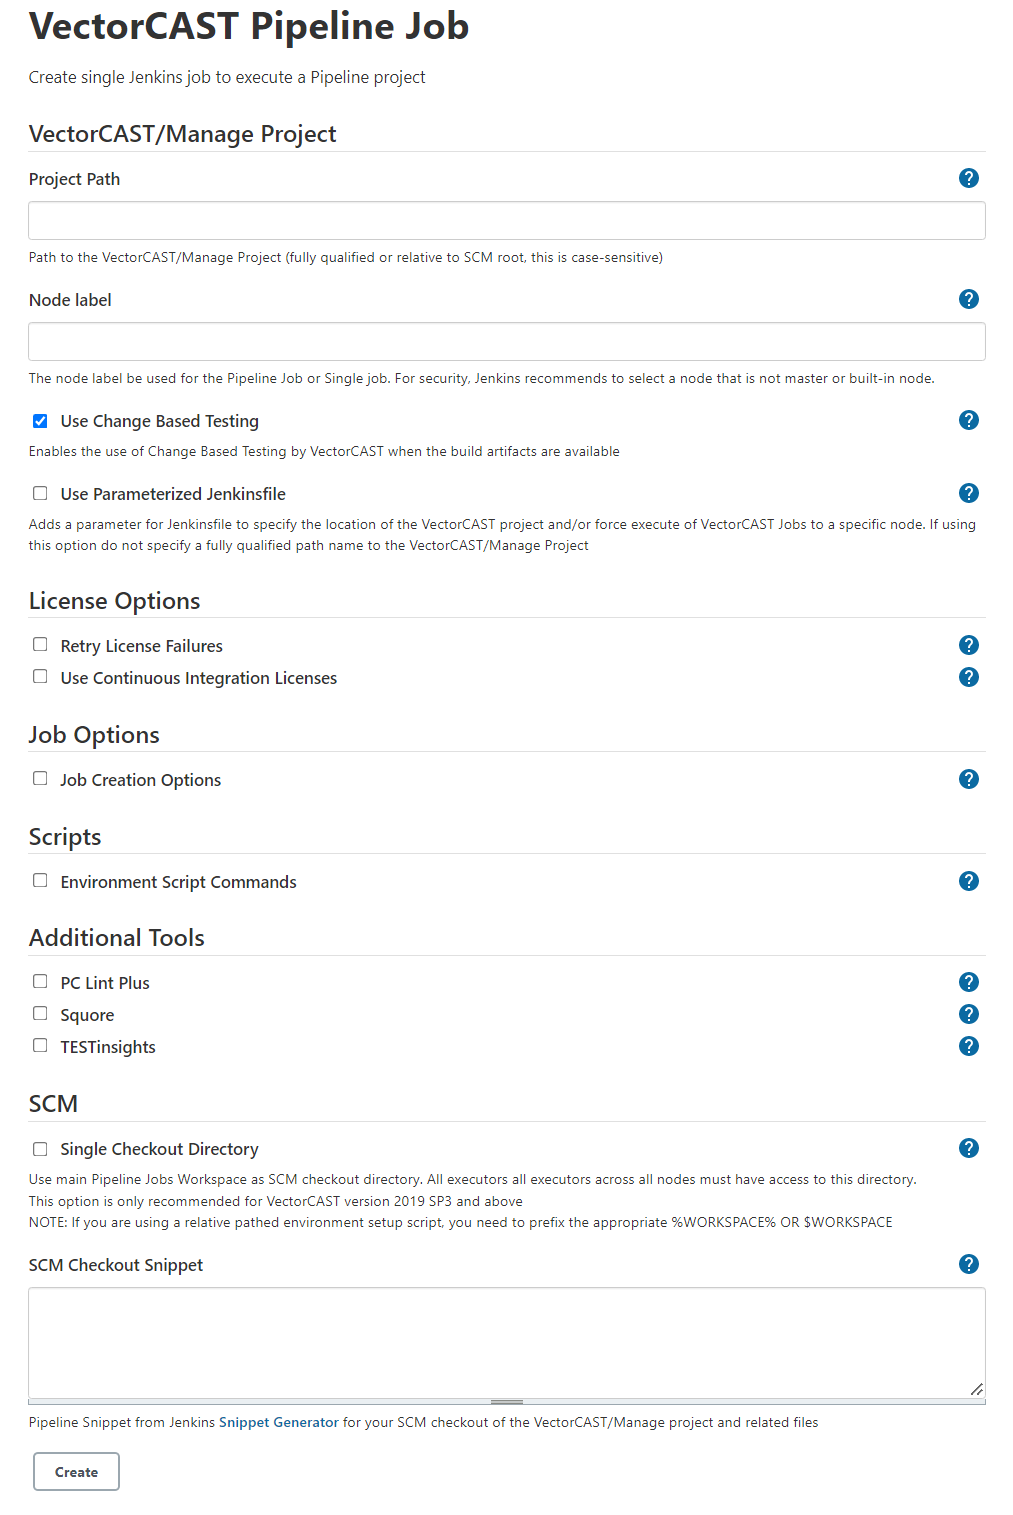 VectorCAST Pipeline Job
Create single Jenkins job to execute a Pipeline project
VectorCAST/Manage Project
Project Path
?
Path to the VectorCAST/Manage Project (fully qualified or relative to SCM root, this is case-sensitive)
Node label
?
The node label be used for the Pipeline Job or Single job. For security, Jenkins recommends to select a node that is not master or built-in node.
Use Change Based Testing
?
Enables the use of Change Based Testing by VectorCAST when the build artifacts are available
Use Parameterized Jenkinsfile
?
Adds a parameter for Jenkinsfile to specify the location of the VectorCAST project and/or force execute of VectorCAST Jobs to a specific node. If using
this option do not specify a fully qualified path name to the VectorCAST/Manage Project
License Options
Retry License Failures
?
Use Continuous Integration Licenses
?
Job Options
Job Creation Options
?
Scripts
Environment Script Commands
?
Additional Tools
PC Lint Plus
?
Squore
?
TESTinsights
?
SCM
Single Checkout Directory
?
Use main Pipeline Jobs Workspace as SCM checkout directory. All executors all executors across all nodes must have access to this directory.
This option is only recommended for VectorCAST version 2019 SP3 and above
NOTE: If you are using a relative pathed environment setup script, you need to prefix the appropriate %WORKSPACE% OR $WORKSPACE
SCM Checkout Snippet
?
Pipeline Snippet from Jenkins Snippet Generator for your SCM checkout of the VectorCAST/Manage project and related files
Create